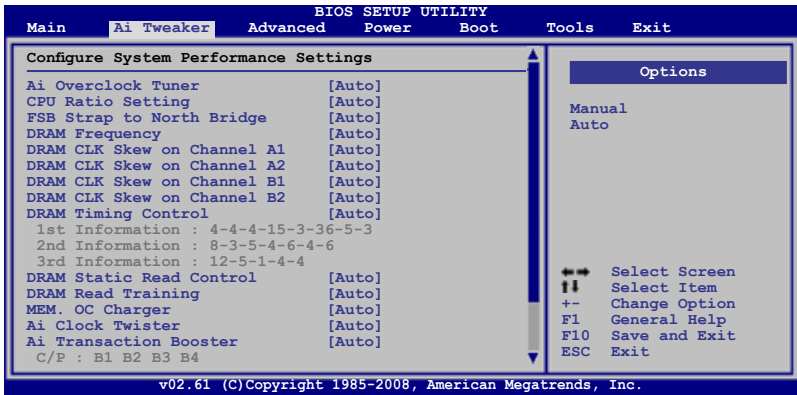 BIOS SETUP UTILITY
Main Ai Tweaker Advanced Power Boot Tools Exit
Configure System Performance Settings
Ai Overclock Tuner [Auto]
CPU Ratio Setting [Auto]
FSB Strap to North Bridge [Auto]
DRAM Frequency [Auto]
DRAM CLK Skew on Channel A1 [Auto]
DRAM CLK Skew on Channel A2 [Auto]
DRAM CLK Skew on Channel B1 [Auto]
DRAM CLK Skew on Channel B2 [Auto]
DRAM Timing Control [Auto]
1st Information : 4-4-4-15-3-36-5-3
2nd Information : 8-3-5-4-6-4-6
3rd Information : 12-5-1-4-4
DRAM Static Read Control [Auto]
DRAM Read Training [Auto]
MEM. OC Charger [Auto]
Ai Clock Twister [Auto]
Ai Transaction Booster [Auto]
C/P : B1 B2 B3 B4
Options
Manual
Auto
Select Screen
Select Item
+- Change Option
F1 General Help
F10 Save and Exit
ESC Exit
v02.61 (C)Copyright 1985-2008, American Megatrends, Inc.